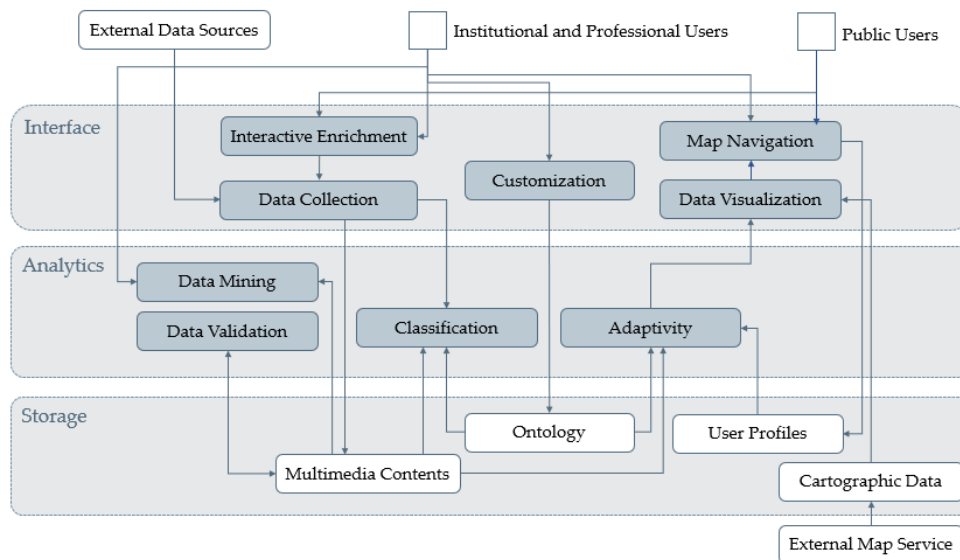 External Data Sources
Institutional and Professional Users
Public Users
Interface
Interactive Enrichment
Map Navigation
Customization
Data Collection
Data Visualization
Analytics
Data Mining
Data Validation
Classification
Adaptivity
Storage
Ontology
User Profiles
Multimedia Contents
Cartographic Data
External Map Service